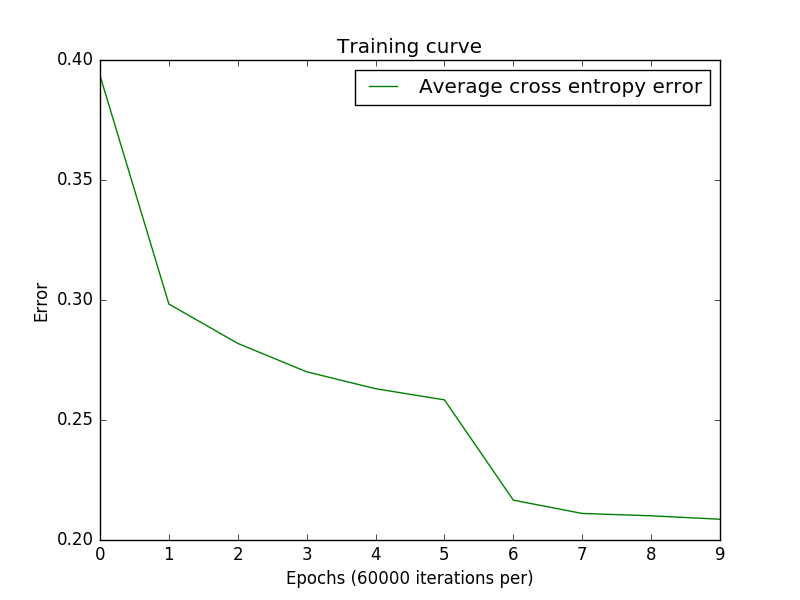 Training curve
Average cross entropy error
0.40
0.35
0.30
0.25
0.20
Error
0 1 2 3 4 5 6 7 8 9
Epochs (60000 iterations per)